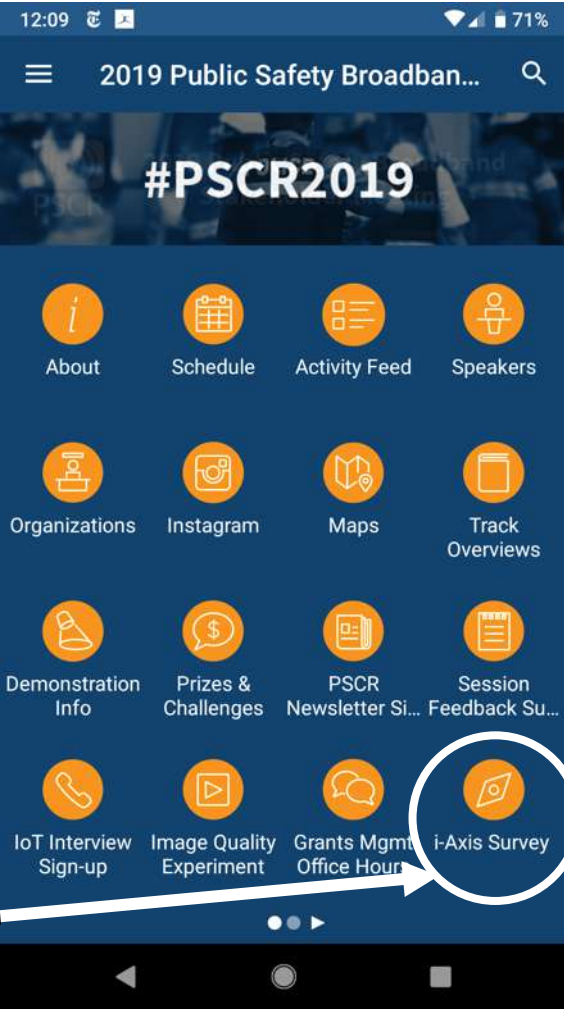 12:09 71%
2019 Public Safety Broadban...
#PSCR2019
PSCR
i
About Schedule Activity Feed Speakers
Organizations Instagram Maps Track
Overviews
$
Demonstration Prizes & PSCR Session
Info Challenges Newsletter Si... Feedback Su...
IoT Interview Image Quality Grants Mgmt i-Axis Survey
Sign-up Experiment Office Hours